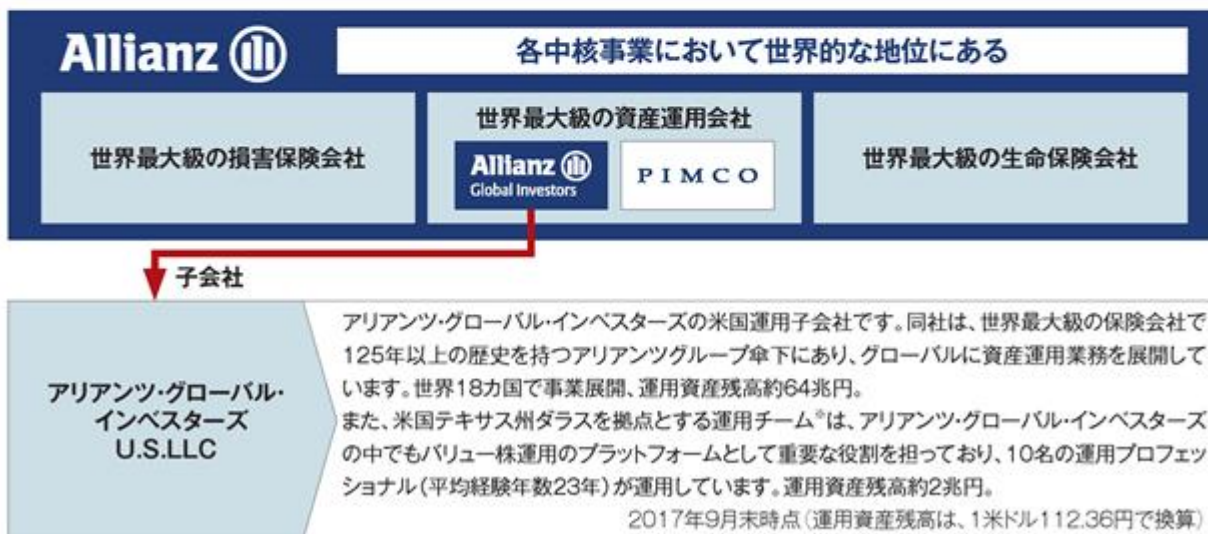 Allianz
各中核事業において世界的な地位にある
世界最大級の損害保険会社
世界最大級の資産運用会社
Allianz
Global Investors
PIMCO
世界最大級の生命保険会社
子会社
アリアンツ・グローバル・
インベスターズ
U.S.LLC
アリアンツ・グローバル・インベスターズの米国運用子会社です。同社は、世界最大級の保険会社で
125年以上の歴史を持つアリアンツグループ傘下にあり、グローバルに資産運用業務を展開して
います。世界18カ国で事業展開、運用資産残高約64兆円。
また、米国テキサス州ダラスを拠点とする運用チーム※は、アリアンツ・グローバル・インベスターズ
の中でもバリュー株運用のプラットフォームとして重要な役割を担っており、10名の運用プロフェッ
ショナル(平均経験年数23年)が運用しています。運用資産残高約2兆円。
2017年9月末時点(運用資産残高は、1米ドル112.36円で換算)